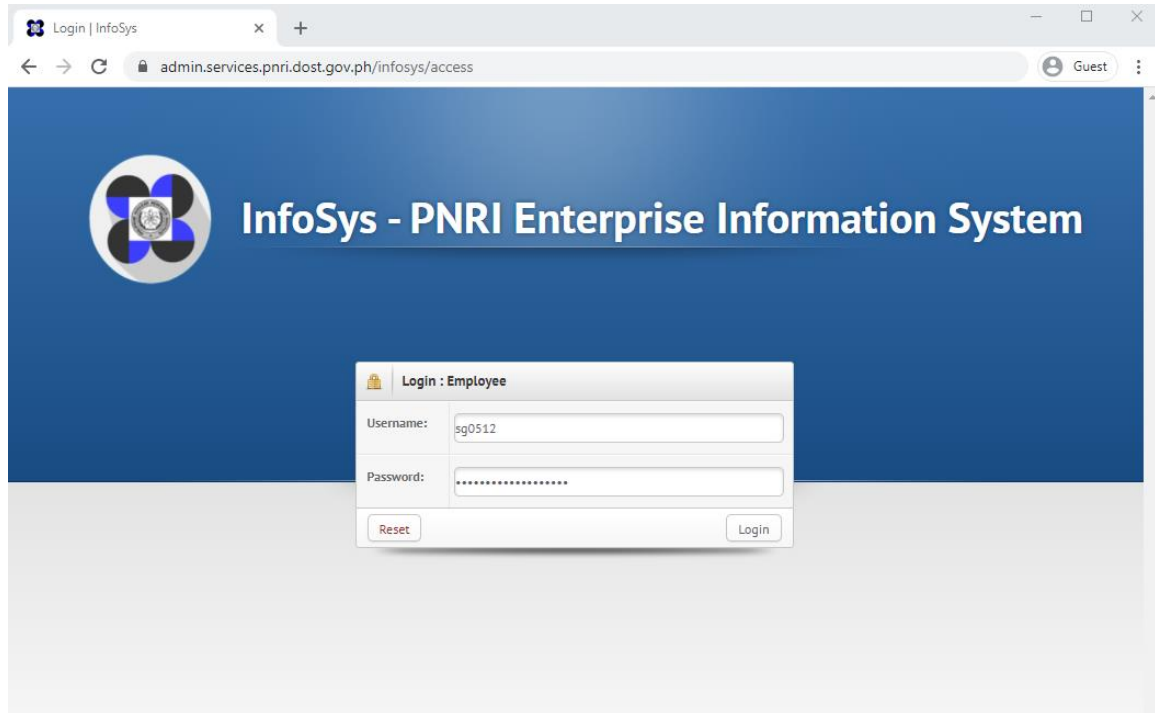 Login | InfoSys
admin.services.pnri.dost.gov.ph/infosys/access
Guest
InfoSys - PNRI Enterprise Information System
Login : Employee
Username:
sg0512
Password:
•••••••••••••••••••
Reset
Login